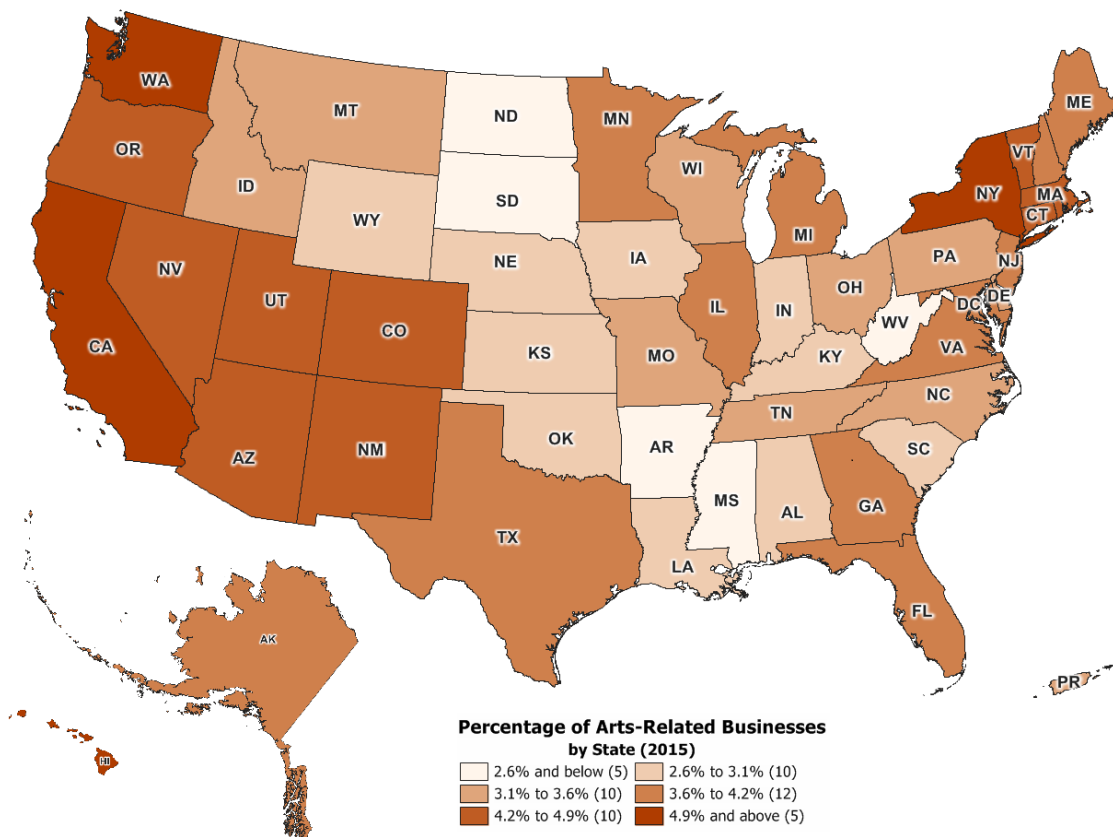 WA
MT
ND
MN
ME
OR
ID
WI
VT
SD
NY
MA
WY
CT
MI
NE
IA
PA
NJ
NV
UT
OH
DE
IL
IN
DC
CO
WV
CA
KS
MO
KY
VA
NC
TN
OK
AR
SC
AZ
NM
MS
AL
GA
TX
LA
FL
AK
PR
HI
Percentage of Arts-Related Businesses
by State (2015)
2.6% and below (5) 2.6% to 3.1% (10)
3.1% to 3.6% (10) 3.6% to 4.2% (12)
4.2% to 4.9% (10) 4.9% and above (5)